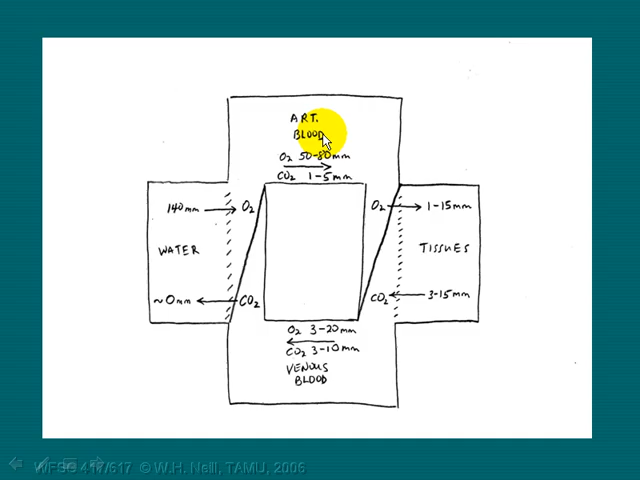 ART.
BLOOD
O2 50-80mm
CO2 1-5mm
140mm
O2
O2
1-15mm
WATER
TISSUES
~0mm
CO2
CO2
3-15mm
O2 3-20mm
CO2 3-10mm
VENOUS
BLOOD
WFSC 417/617 © W.H. Neill, TAMU, 2006